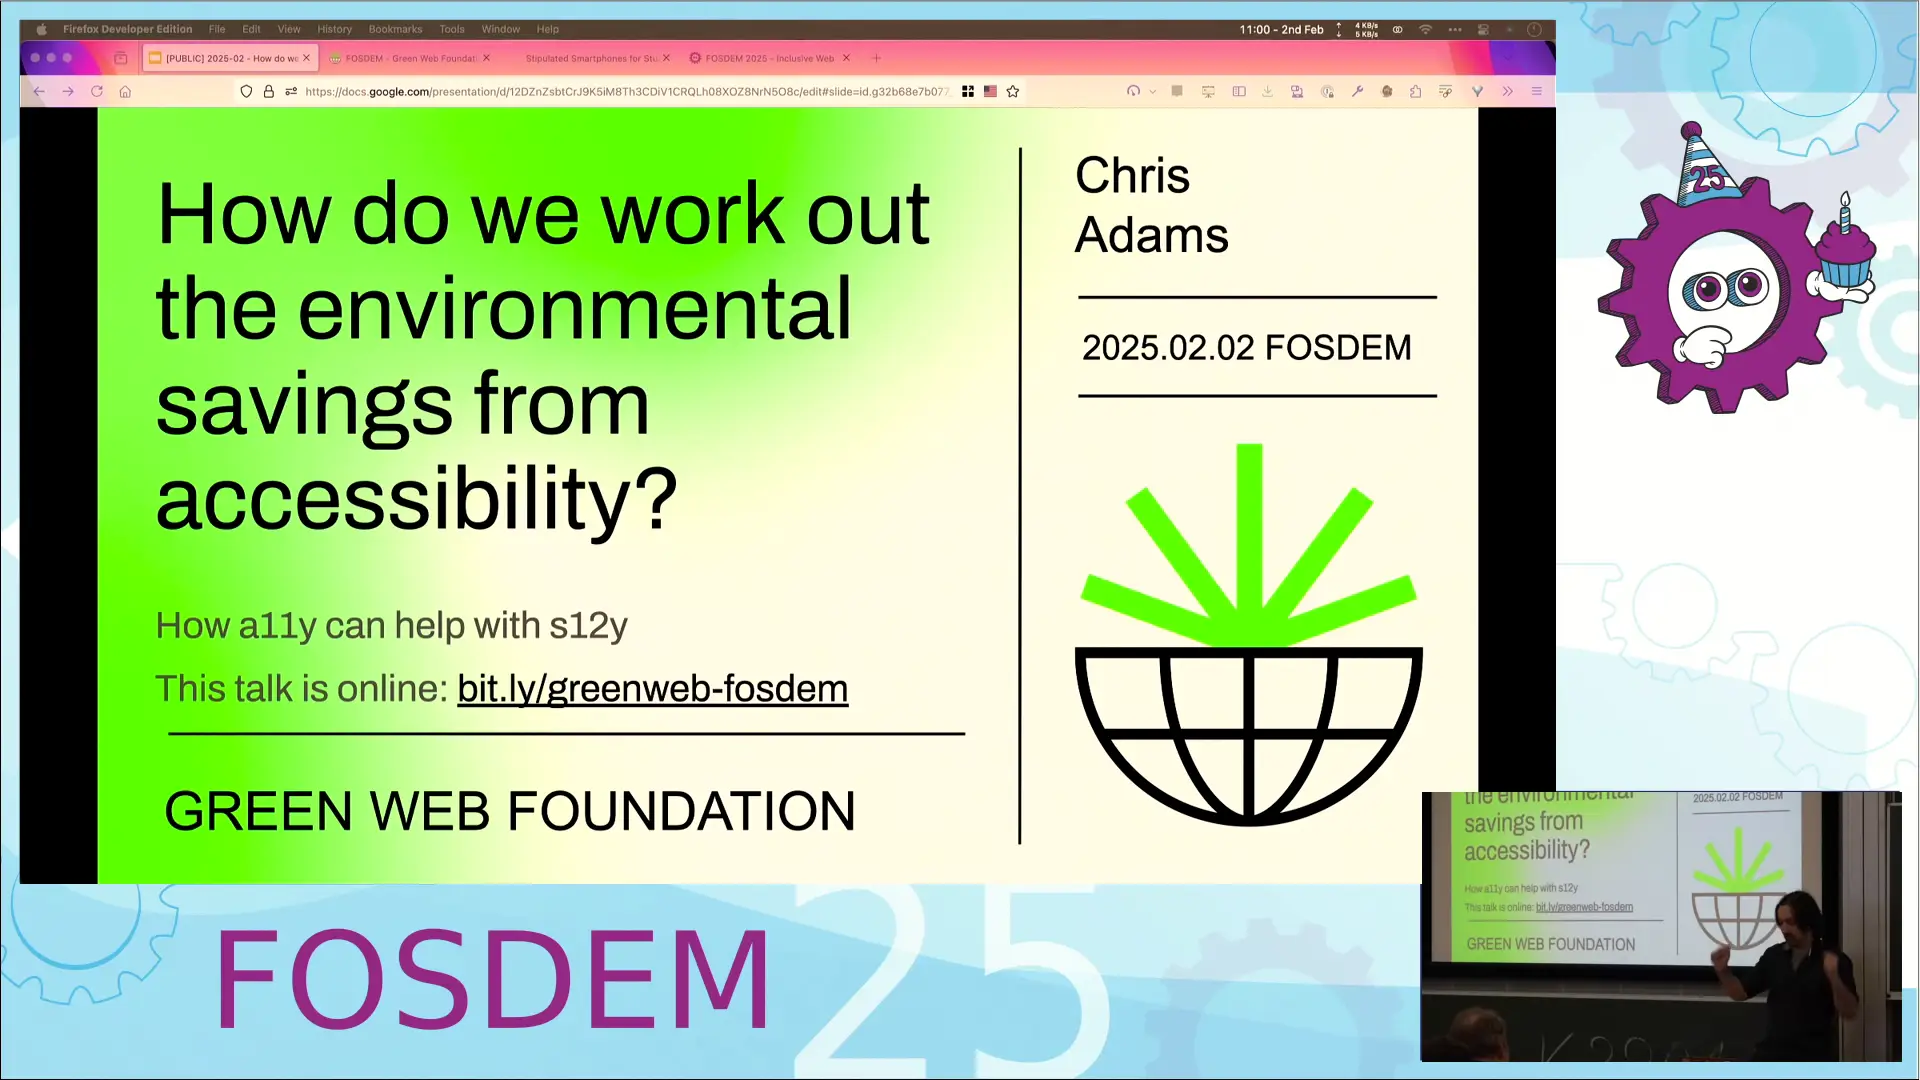 Firefox Developer Edition File Edit View History Bookmarks Tools Window Help 11:00 - 2nd Feb 4 KB/s
5 KB/s
[PUBLIC] 2025-02 - How do we FOSDEM - Green Web Foundati Stipulated Smartphones for Stu FOSDEM 2025 - Inclusive Web
https://docs.google.com/presentation/d/12DZnZsbtCrJ9K5iM8Th3CDiV1CRQLh08XOZ8NrN5O8c/edit#slide=id.g32b68e7b077
How do we work out
the environmental
savings from
accessibility?
How a11y can help with s12y
This talk is online: bit.ly/greenweb-fosdem
GREEN WEB FOUNDATION
Chris
Adams
2025.02.02 FOSDEM
25
the environmental
savings from
accessibility?
How a11y can help with s12y
This talk is online: bit.ly/greenweb-fosdem
GREEN WEB FOUNDATION
2025.02.02 FOSDEM
FOSDEM
25